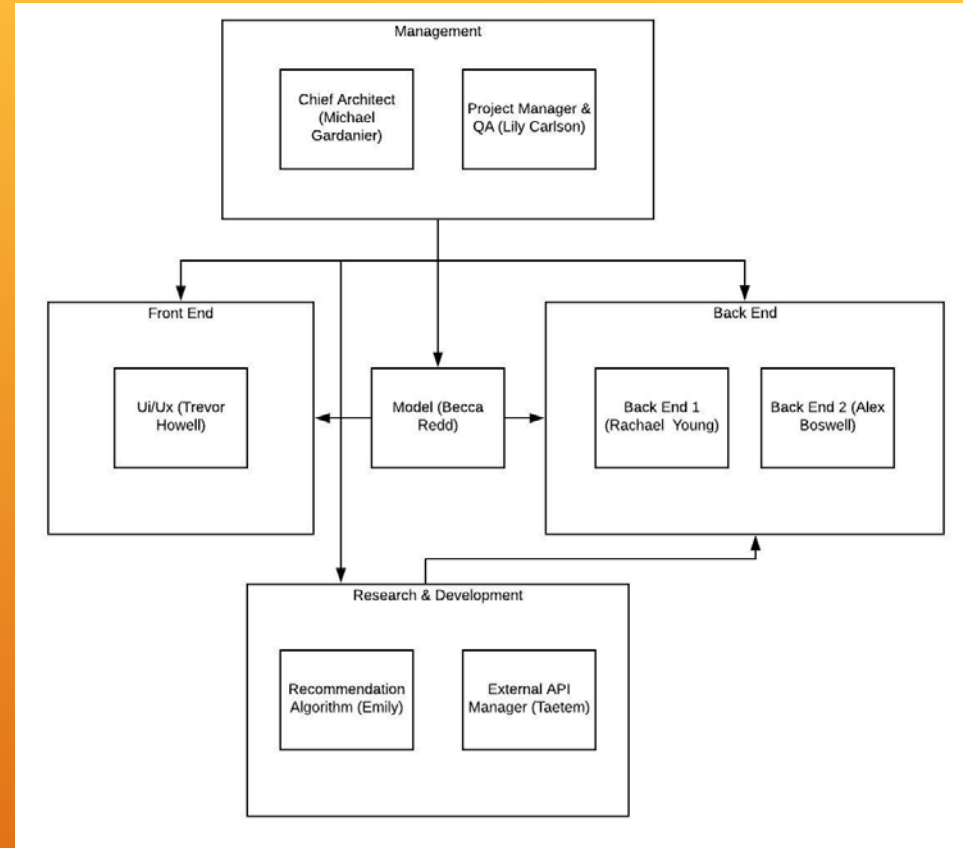 Management
Chief Architect
(Michael
Gardanier)
Project Manager &
QA (Lily Carlson)
Front End
Back End
Ui/Ux (Trevor
Howell)
Model (Becca
Redd)
Back End 1
(Rachael Young)
Back End 2 (Alex
Boswell)
Research & Development
Recommendation
Algorithm (Emily)
External API
Manager (Taetem)